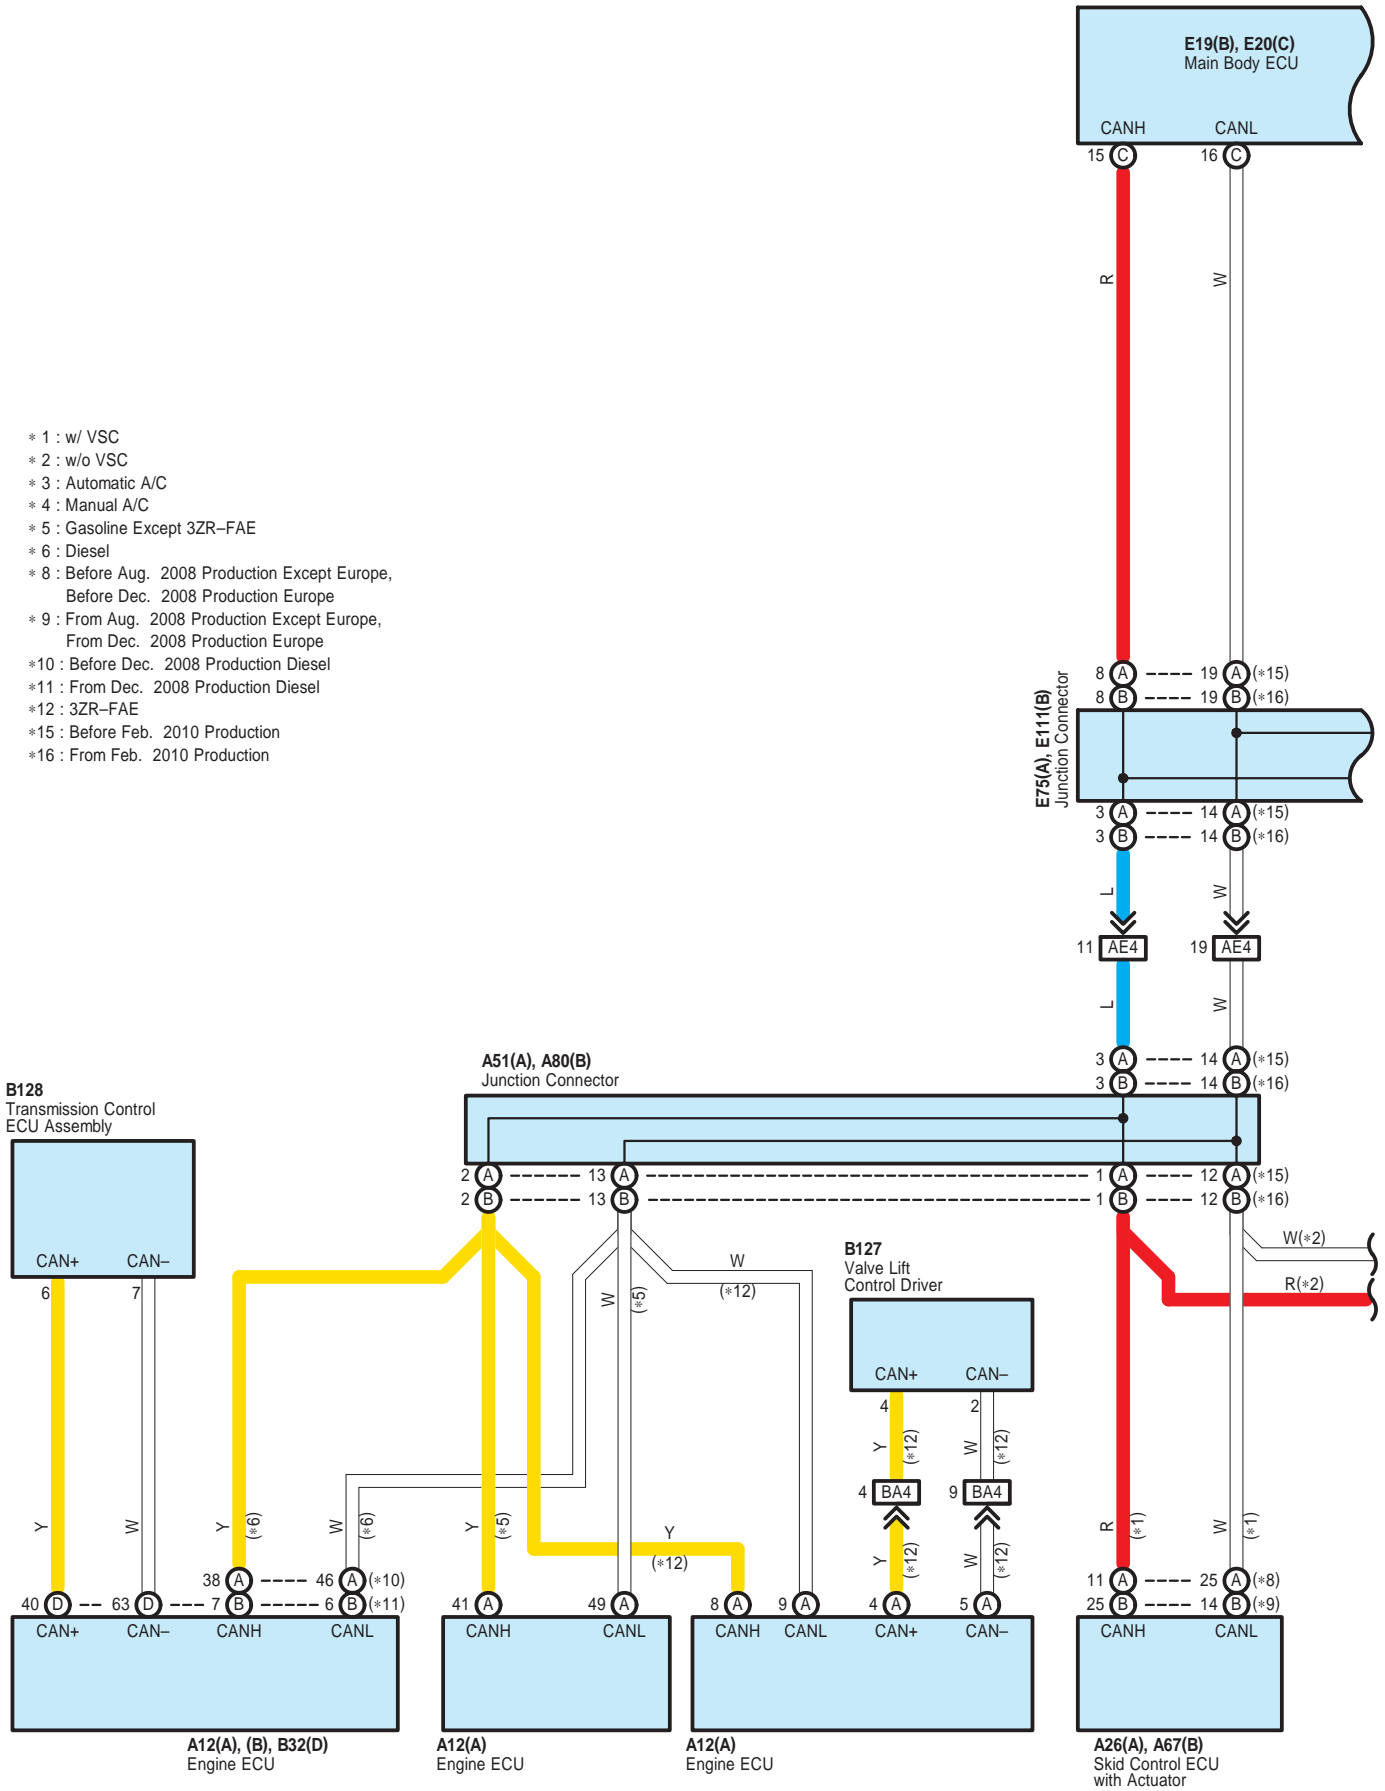 E19(B), E20(C)
Main Body ECU
CANH CANL
15 C 16 C
R W
∗ 1 : w/ VSC
∗ 2 : w/o VSC
∗ 3 : Automatic A/C
∗ 4 : Manual A/C
∗ 5 : Gasoline Except 3ZR–FAE
∗ 6 : Diesel
∗ 8 : Before Aug. 2008 Production Except Europe,
Before Dec. 2008 Production Europe
∗ 9 : From Aug. 2008 Production Except Europe,
From Dec. 2008 Production Europe
∗10 : Before Dec. 2008 Production Diesel
∗11 : From Dec. 2008 Production Diesel
∗12 : 3ZR–FAE
∗15 : Before Feb. 2010 Production
∗16 : From Feb. 2010 Production
8 A 19 A (∗15)
8 B 19 B (∗16)
E75(A), E111(B)
Junction Connector
3 A 14 A (∗15)
3 B 14 B (∗16)
L W
11 AE4 19 AE4
L W
3 A 14 A (∗15)
3 B 14 B (∗16)
A51(A), A80(B)
Junction Connector
2 A 13 A 1 A 12 A (∗15)
2 B 13 B 1 B 12 B (∗16)
B128
Transmission Control
ECU Assembly
CAN+ CAN–
6 7
W (∗5)
W
(∗12)
B127
Valve Lift
Control Driver
CAN+ CAN–
4 2
Y (∗12) W (∗12)
4 BA4 9 BA4
Y (∗12) W (∗12)
W(∗2)
R(∗2)
Y W Y (∗6) W (∗6) Y (∗5)
Y
(∗12)
R (∗1) W (∗1)
38 A 46 A (∗10)
40 D 63 D 7 B 6 B (∗11)
CAN+ CAN– CANH CANL
A12(A), (B), B32(D)
Engine ECU
41 A 49 A
CANH CANL
A12(A)
Engine ECU
8 A 9 A 4 A 5 A
CANH CANL CAN+ CAN–
A12(A)
Engine ECU
11 A 25 A (∗8)
25 B 14 B (∗9)
CANH CANL
A26(A), A67(B)
Skid Control ECU
with Actuator